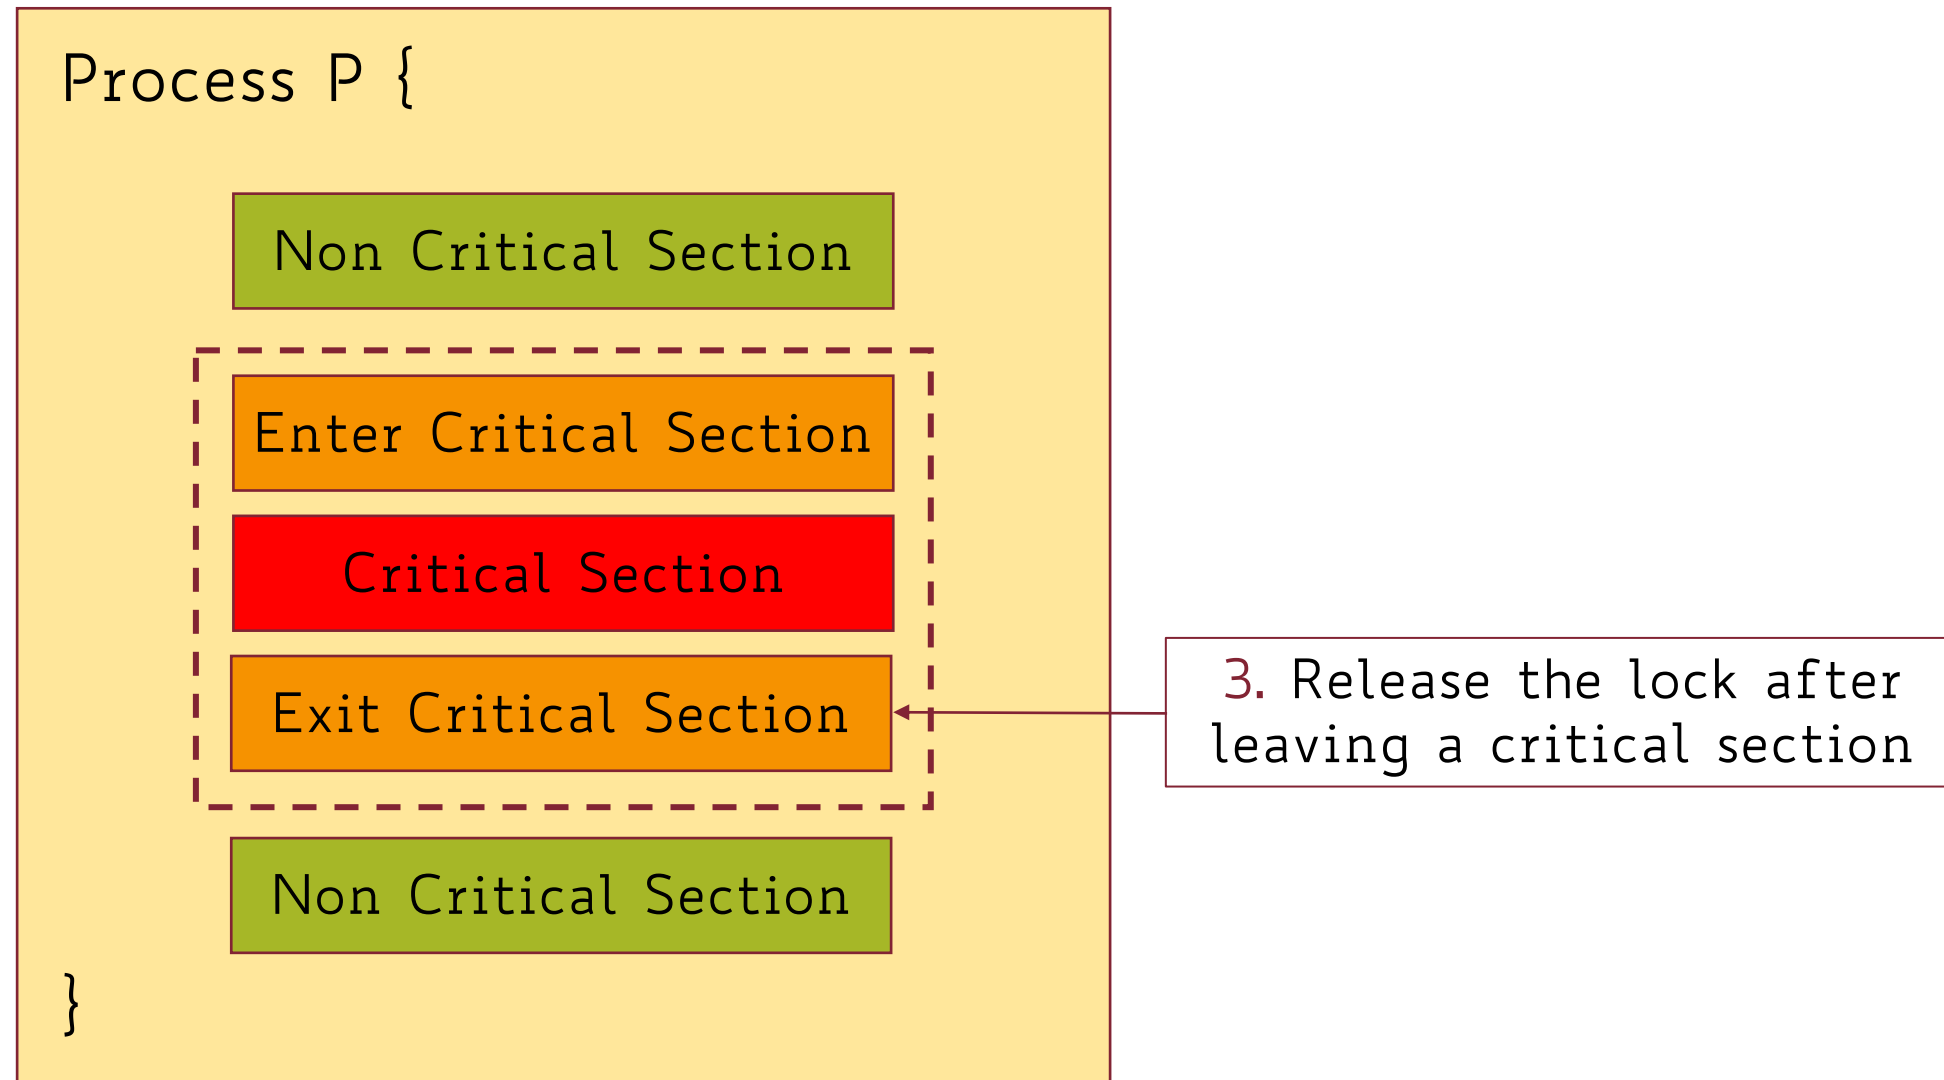 Process P {
Non Critical Section
Enter Critical Section
Critical Section
Exit Critical Section
3. Release the lock after
leaving a critical section
Non Critical Section
}